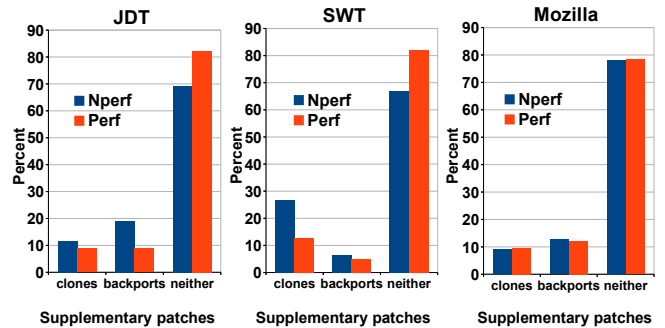 JDT
90
80
70
60
50
40
30
20
10
0
Percent
Nperf
Perf
clones backports neither
Supplementary patches
SWT
90
80
70
60
50
40
30
20
10
0
Percent
Nperf
Perf
clones backports neither
Supplementary patches
Mozilla
90
80
70
60
50
40
30
20
10
0
Percent
Nperf
Perf
clones backports neither
Supplementary patches